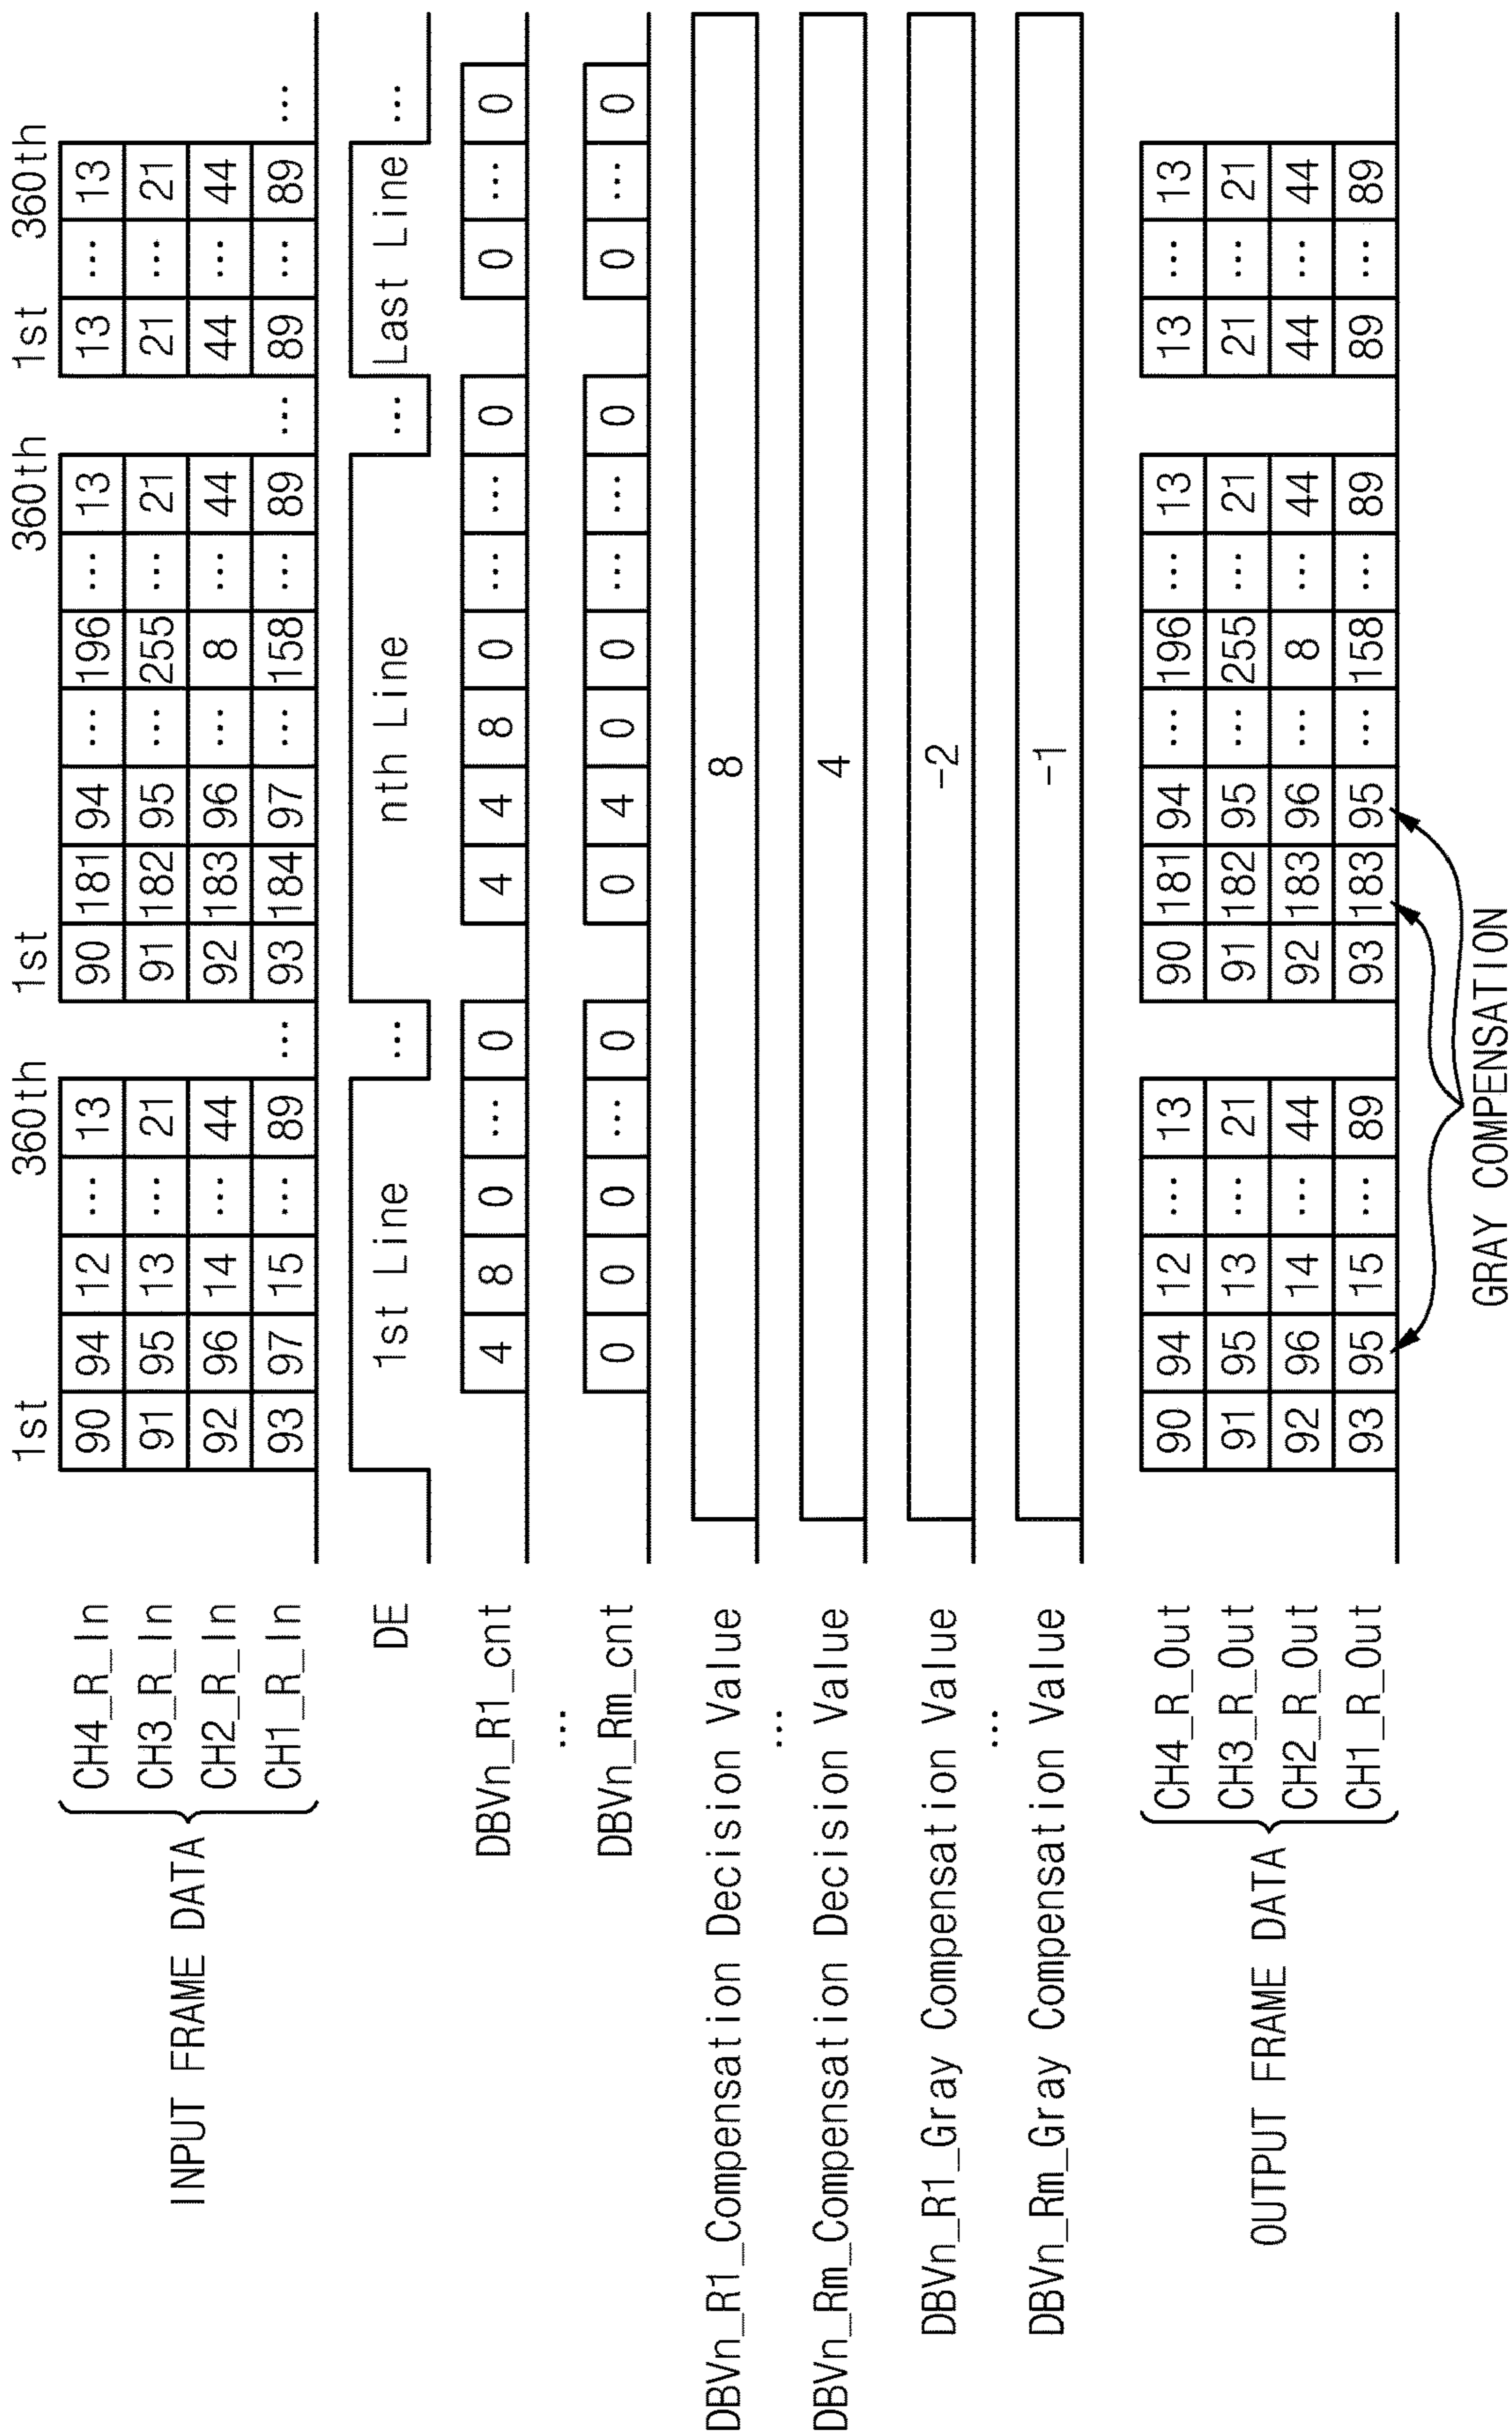 1st 360th 1st 360th 1st 360th
INPUT FRAME DATA
CH4_R_In 90 94 12 ... 13 90 181 94 ... 196 ... 13 13 ... 13
CH3_R_In 91 95 13 ... 21 91 182 95 ... 255 ... 21 21 ... 21
CH2_R_In 92 96 14 ... 44 92 183 96 ... 8 ... 44 44 ... 44
CH1_R_In 93 97 15 ... 89 ... 93 184 97 ... 158 ... 89 ... 89 ... 89 ...
DE 1st Line ... nth Line ... Last Line ...
DBVn_R1_cnt 4 8 0 ... 0 4 4 8 0 ... ... 0 0 ... 0
...
DBVn_Rm_cnt 0 0 0 ... 0 0 4 0 0 ... ... 0 0 ... 0
DBVn_R1_Compensation Decision Value 8
...
DBVn_Rm_Compensation Decision Value 4
DBVn_R1_Gray Compensation Value -2
...
DBVn_Rm_Gray Compensation Value -1
OUTPUT FRAME DATA
CH4_R_Out 90 94 12 ... 13 90 181 94 ... 196 ... 13 13 ... 13
CH3_R_Out 91 95 13 ... 21 91 182 95 ... 255 ... 21 21 ... 21
CH2_R_Out 92 96 14 ... 44 92 183 96 ... 8 ... 44 44 ... 44
CH1_R_Out 93 95 15 ... 89 93 183 95 ... 158 ... 89 89 ... 89
GRAY COMPENSATION